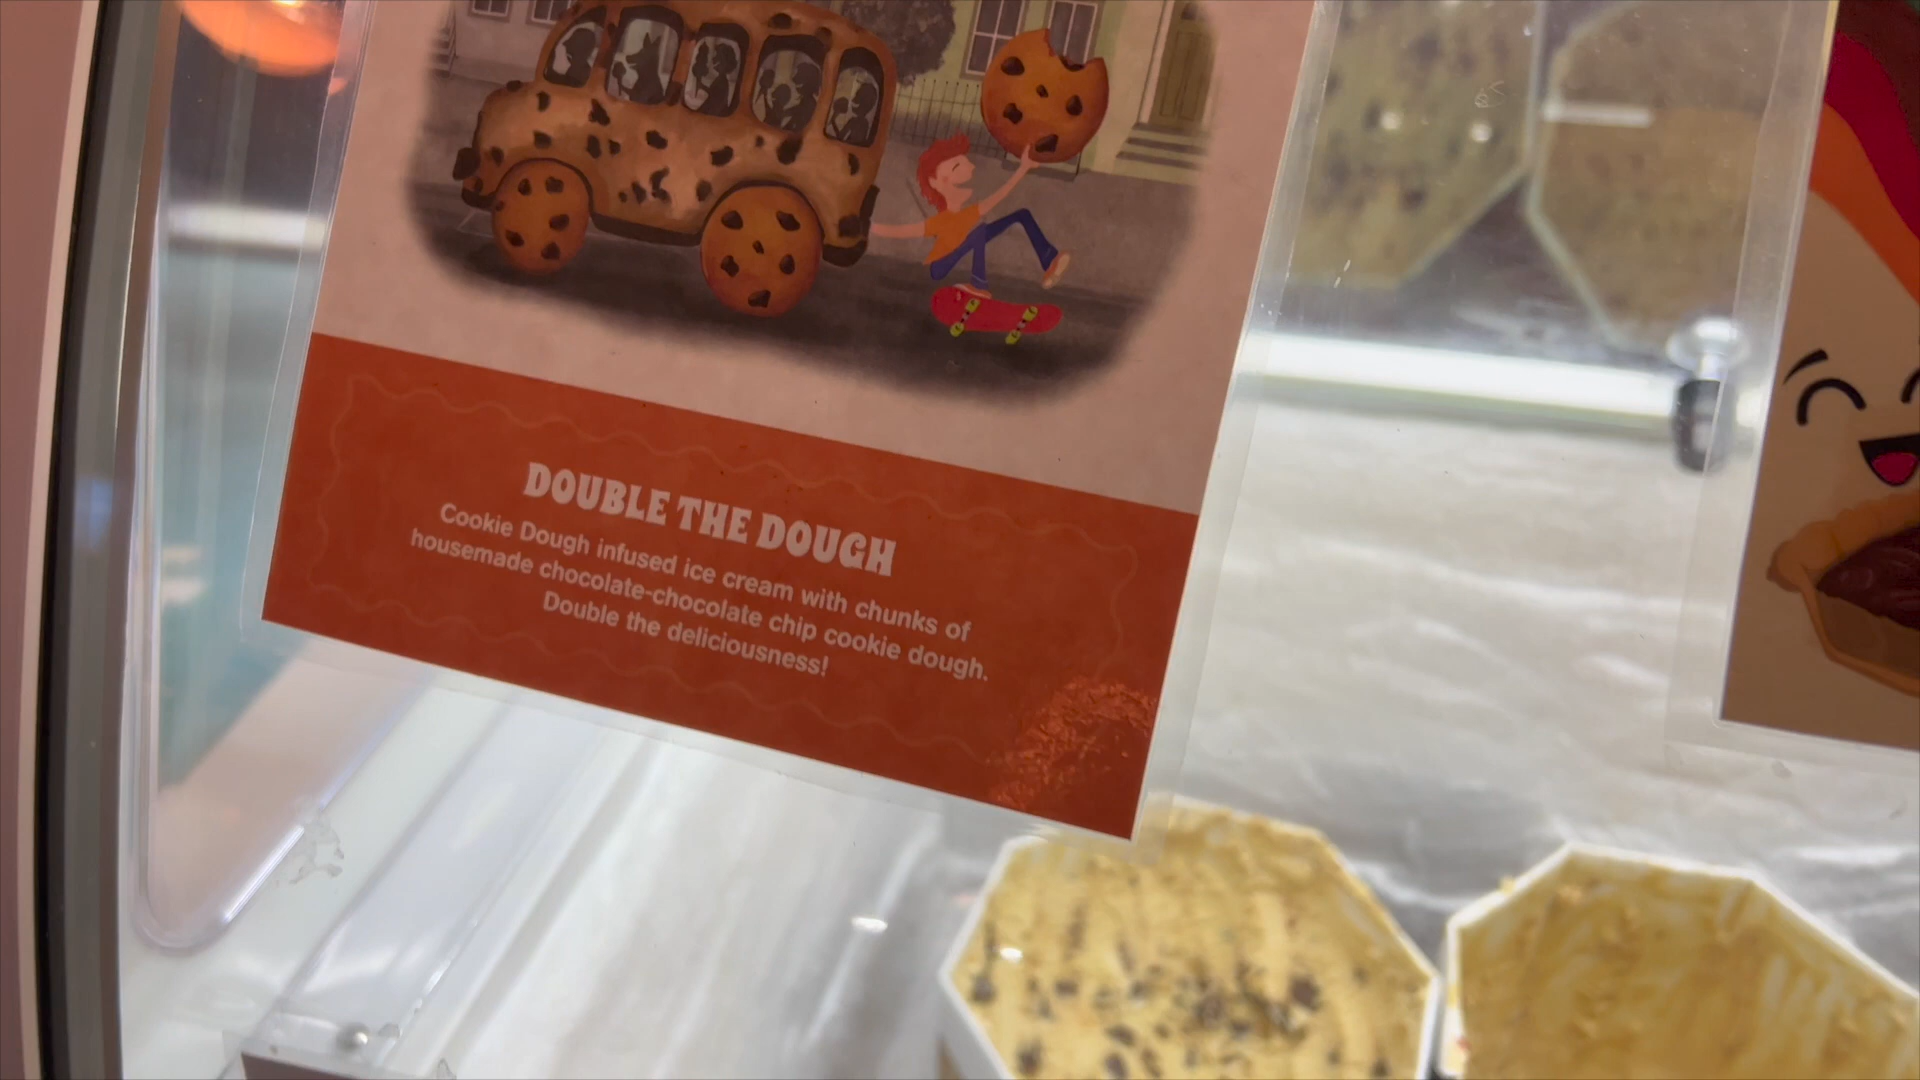 DOUBLE THE DOUGH
Cookie Dough infused ice cream with chunks of
housemade chocolate-chocolate chip cookie dough.
Double the deliciousness!